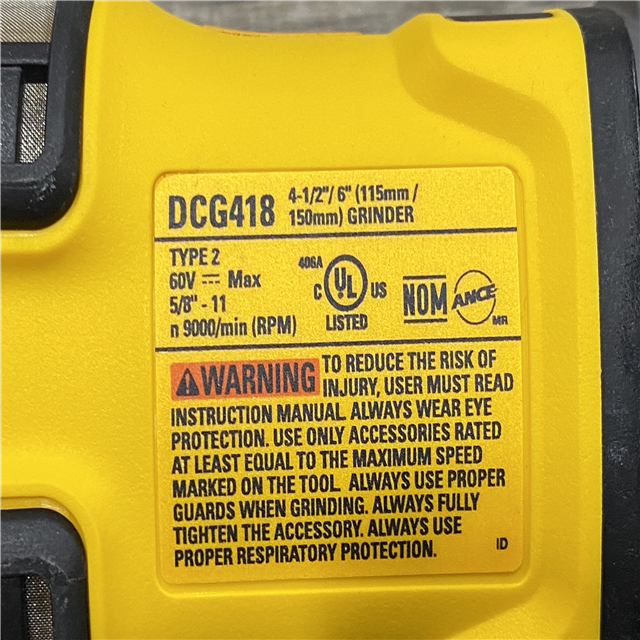 DCG418 4-1/2"/ 6" (115mm /
150mm) GRINDER
TYPE 2
60V ⎓ Max
5/8" - 11
n 9000/min (RPM)
406A
C UL US
LISTED
NOM ANCE
MR
⚠WARNING TO REDUCE THE RISK OF
INJURY, USER MUST READ
INSTRUCTION MANUAL. ALWAYS WEAR EYE
PROTECTION. USE ONLY ACCESSORIES RATED
AT LEAST EQUAL TO THE MAXIMUM SPEED
MARKED ON THE TOOL. ALWAYS USE PROPER
GUARDS WHEN GRINDING. ALWAYS FULLY
TIGHTEN THE ACCESSORY. ALWAYS USE
PROPER RESPIRATORY PROTECTION.
ID